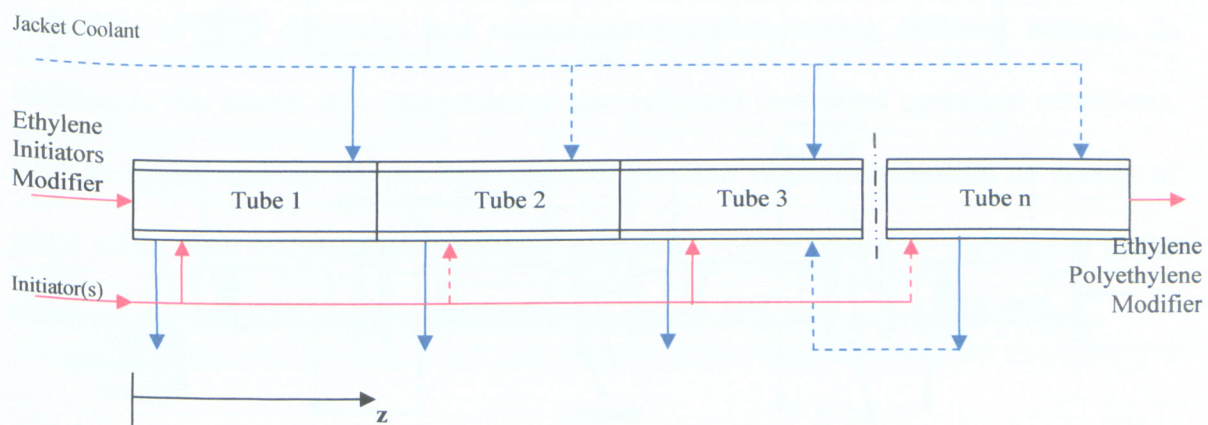 Jacket Coolant
Ethylene
Initiators
Modifier
Tube 1
Tube 2
Tube 3
Tube n
Ethylene
Polyethylene
Modifier
Initiator(s)
z